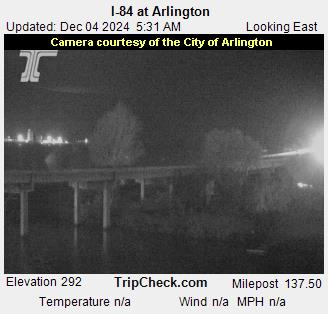 I-84 at Arlington
Updated: Dec 04 2024 5:31 AM Looking East
Camera courtesy of the City of Arlington
Elevation 292 TripCheck.com Milepost 137.50
Temperature n/a Wind n/a MPH n/a